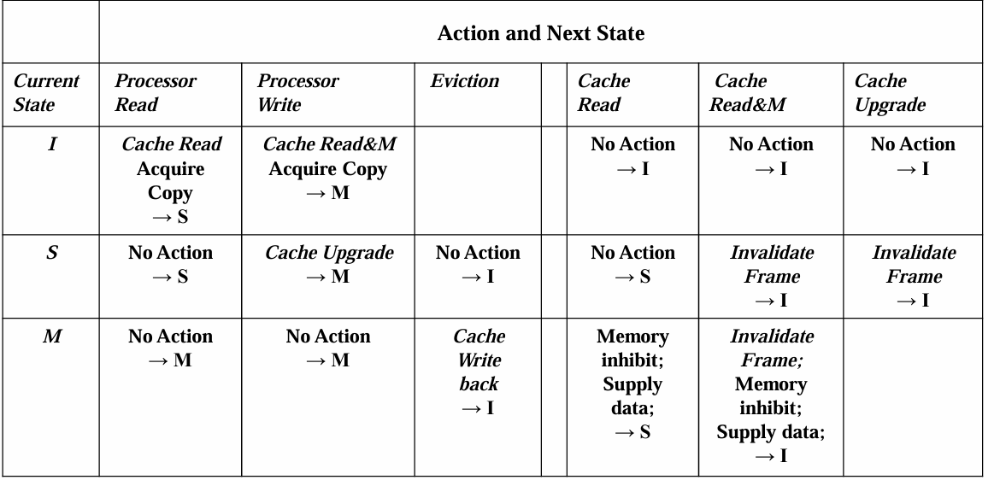 Action and Next State
Current State
Processor Read
Processor Write
Eviction
Cache Read
Cache Read&M
Cache Upgrade
I
Cache Read
Acquire
Copy
→ S
Cache Read&M
Acquire Copy
→ M
No Action
→ I
No Action
→ I
No Action
→ I
S
No Action
→ S
Cache Upgrade
→ M
No Action
→ I
No Action
→ S
Invalidate
Frame
→ I
Invalidate
Frame
→ I
M
No Action
→ M
No Action
→ M
Cache
Write
back
→ I
Memory
inhibit;
Supply
data;
→ S
Invalidate
Frame;
Memory
inhibit;
Supply data;
→ I